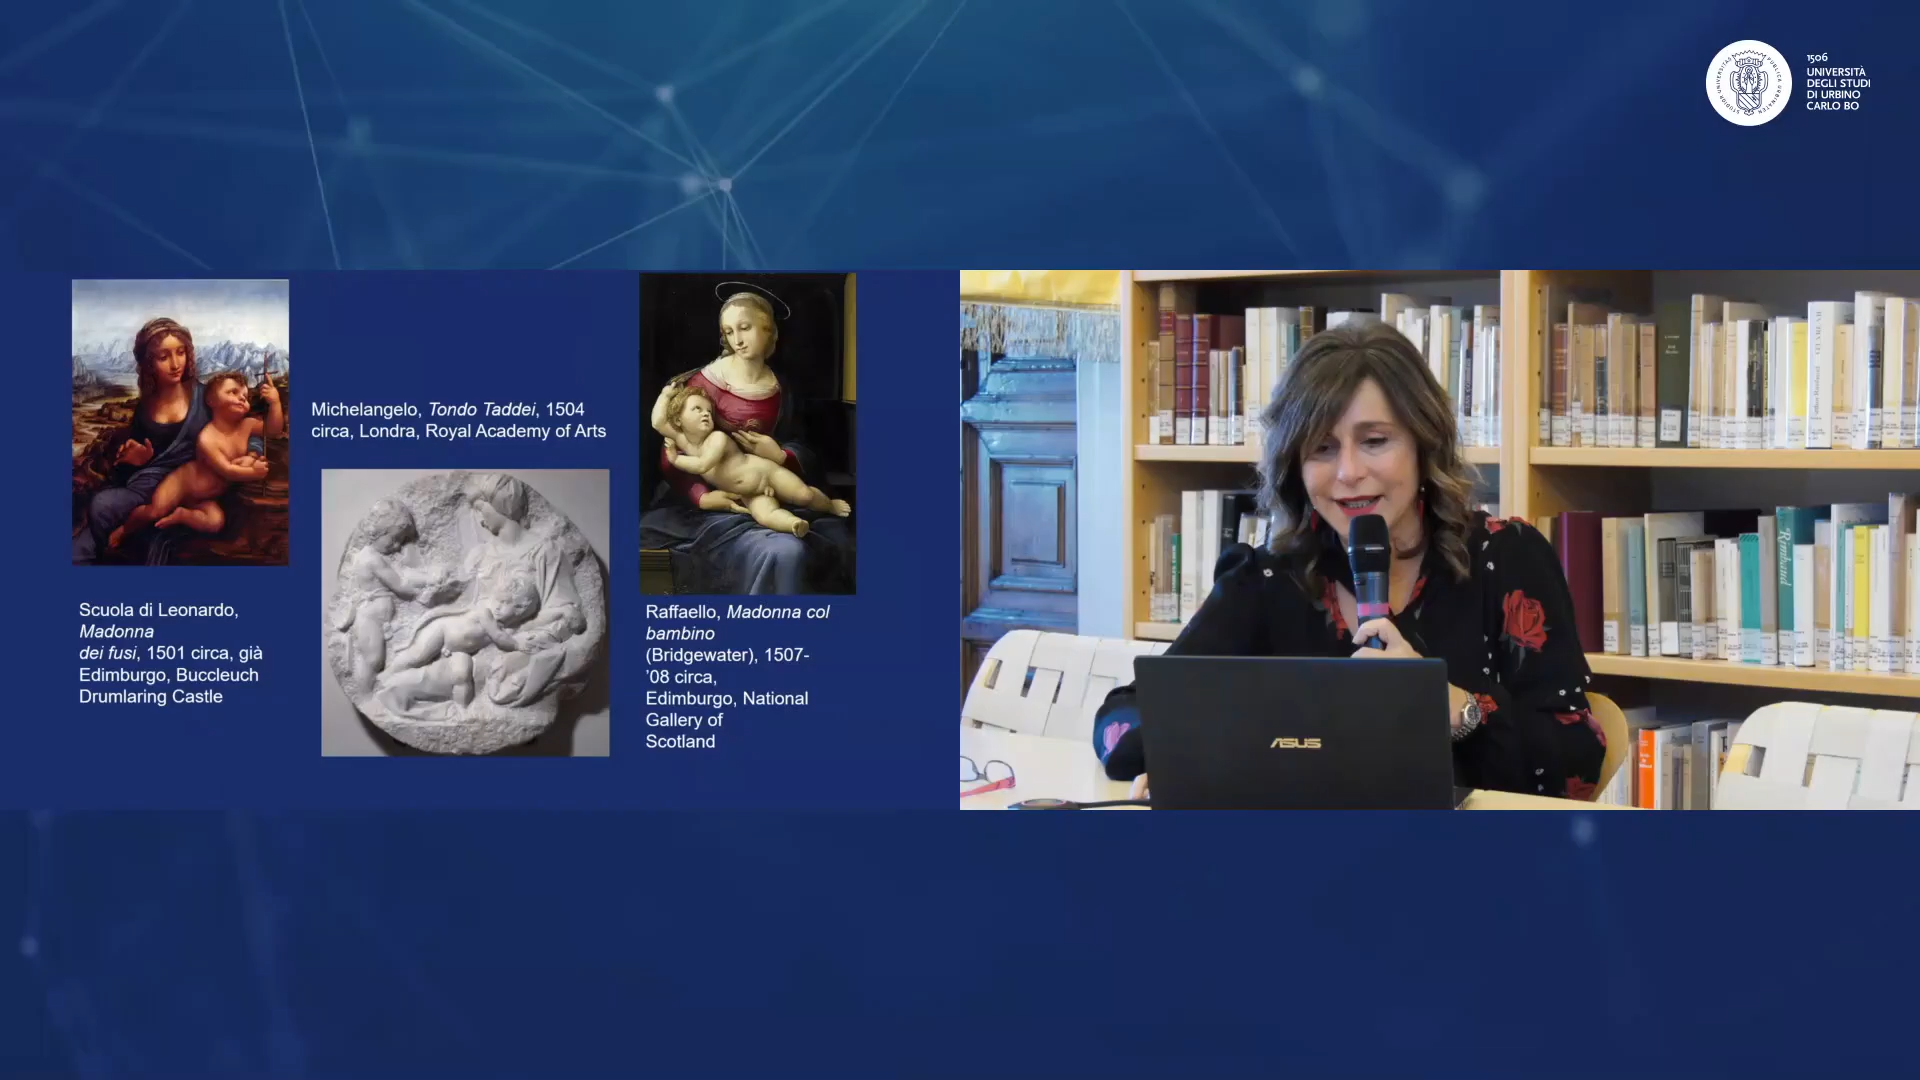 1506
UNIVERSITÀ
DEGLI STUDI
DI URBINO
CARLO BO
Michelangelo, Tondo Taddei, 1504
circa, Londra, Royal Academy of Arts
Scuola di Leonardo,
Madonna
dei fusi, 1501 circa, già
Edimburgo, Buccleuch
Drumlaring Castle
Raffaello, Madonna col
bambino
(Bridgewater), 1507-
’08 circa,
Edimburgo, National
Gallery of
Scotland
Rembrandt
ASUS